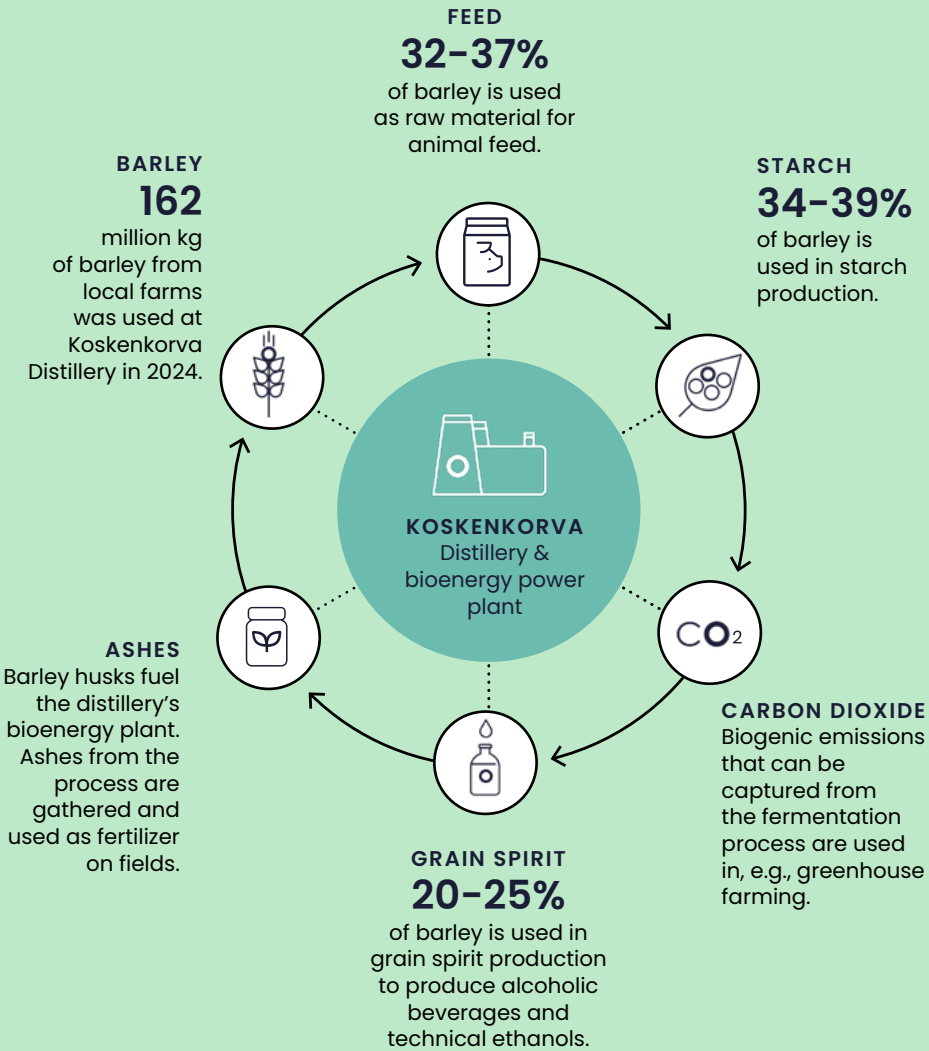 FEED
32–37%
of barley is used
as raw material for
animal feed.
BARLEY
162
million kg
of barley from
local farms
was used at
Koskenkorva
Distillery in 2024.
STARCH
34–39%
of barley is
used in starch
production.
KOSKENKORVA
Distillery &
bioenergy power
plant
CO2
ASHES
Barley husks fuel
the distillery’s
bioenergy plant.
Ashes from the
process are
gathered and
used as fertilizer
on fields.
CARBON DIOXIDE
Biogenic emissions
that can be
captured from
the fermentation
process are used
in, e.g., greenhouse
farming.
GRAIN SPIRIT
20–25%
of barley is used in
grain spirit production
to produce alcoholic
beverages and
technical ethanols.